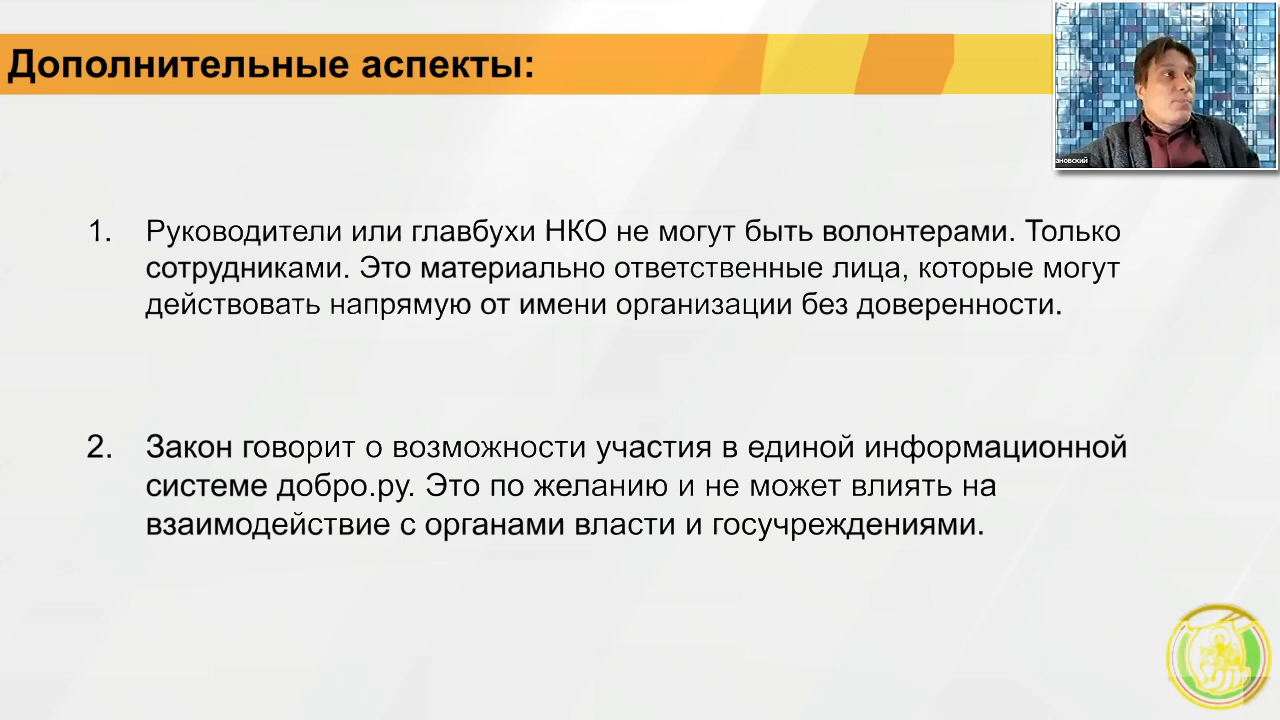 Дополнительные аспекты:
ановский
1. Руководители или главбухи НКО не могут быть волонтерами. Только
сотрудниками. Это материально ответственные лица, которые могут
действовать напрямую от имени организации без доверенности.
2. Закон говорит о возможности участия в единой информационной
системе добро.ру. Это по желанию и не может влиять на
взаимодействие с органами власти и госучреждениями.